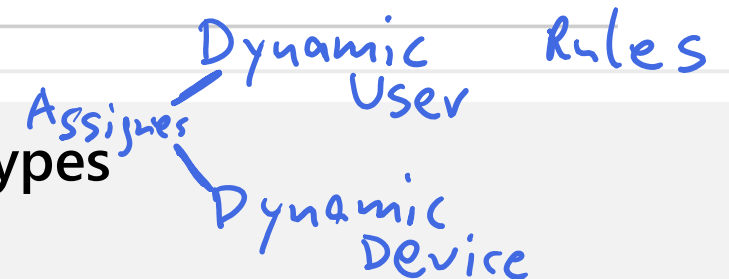 Dynamic Rules
User
Assignes
ypes
Dynamic
Device